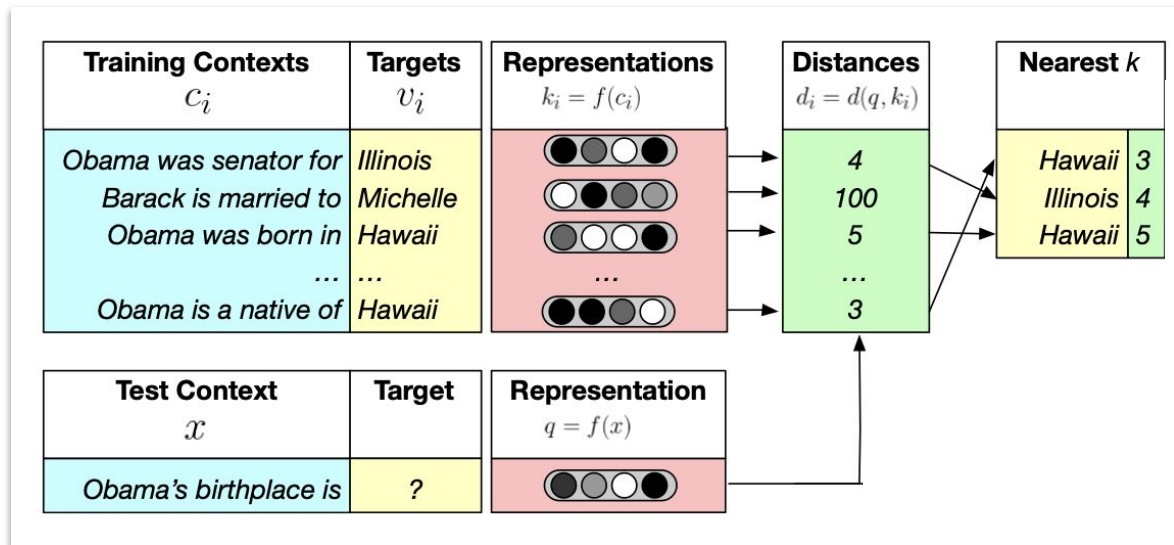 Training Contexts Targets Representations Distances Nearest k
c_i v_i k_i = f(c_i) d_i = d(q, k_i)
Obama was senator for Illinois 4 Hawaii 3
Barack is married to Michelle 100 Illinois 4
Obama was born in Hawaii 5 Hawaii 5
... ... ... ...
Obama is a native of Hawaii 3
Test Context Target Representation
x q = f(x)
Obama's birthplace is ?